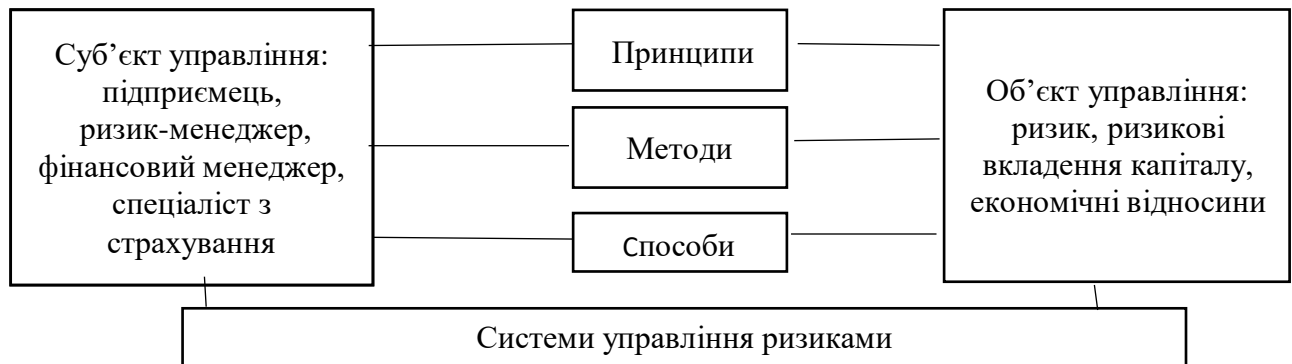 Суб’єкт управління:
підприємець,
ризик-менеджер,
фінансовий менеджер,
спеціаліст з
страхування
Принципи
Методи
Способи
Об’єкт управління:
ризик, ризикові
вкладення капіталу,
економічні відносини
Системи управління ризиками